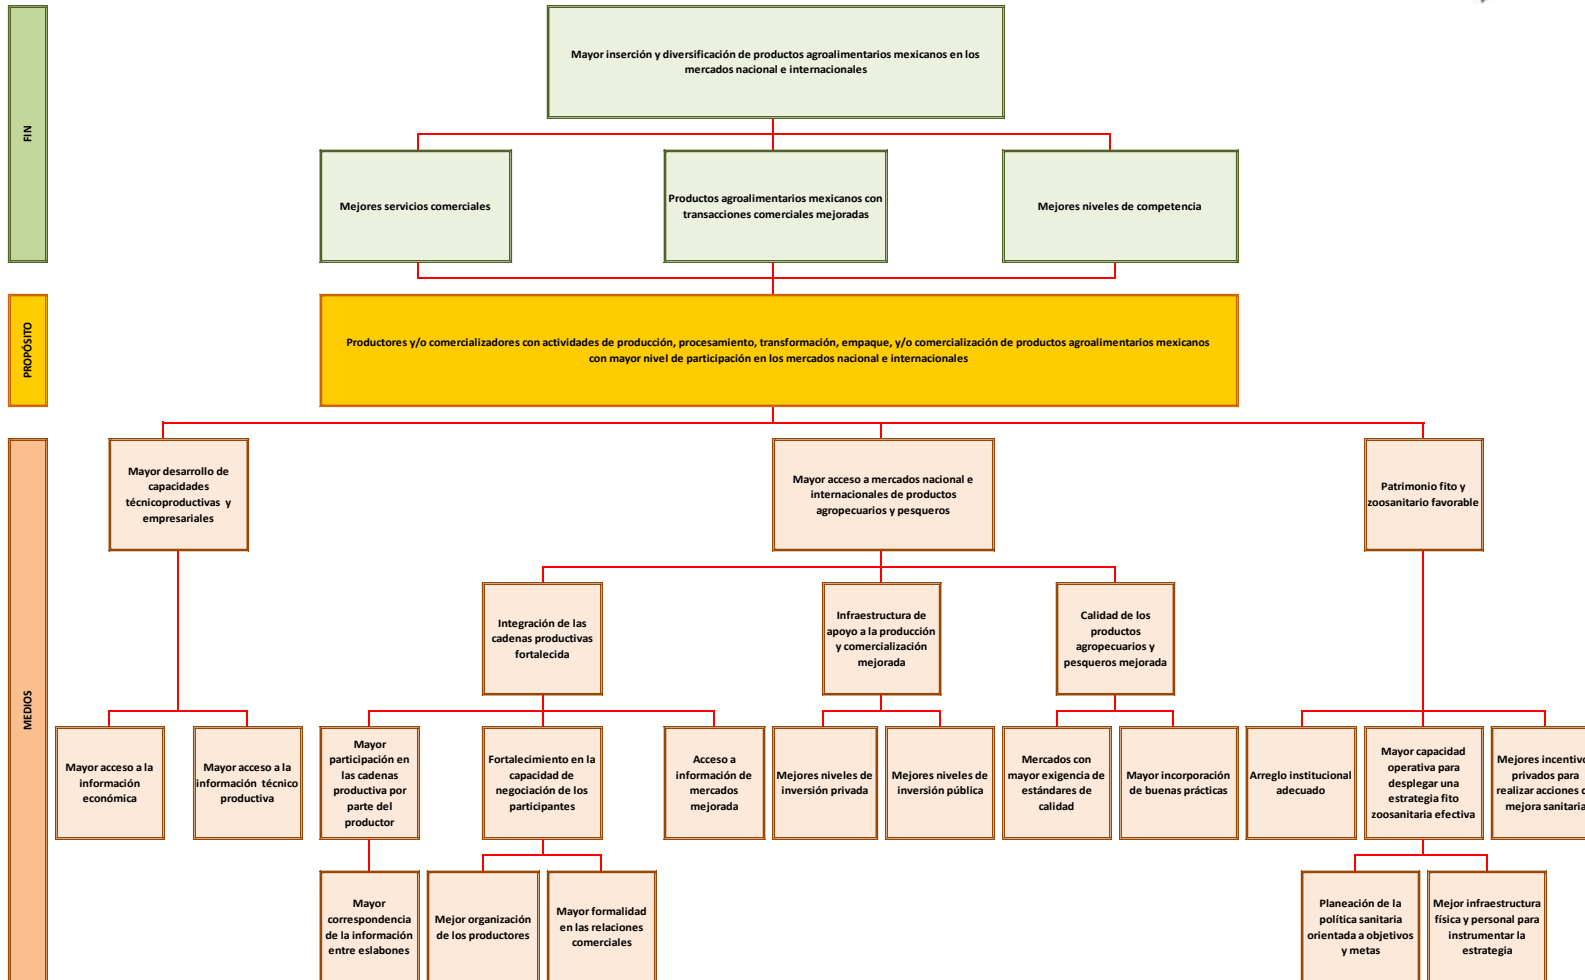 FIN
Mayor inserción y diversificación de productos agroalimentarios mexicanos en los
mercados nacional e internacionales
Mejores servicios comerciales
Productos agroalimentarios mexicanos con
transacciones comerciales mejoradas
Mejores niveles de competencia
PROPÓSITO
Productores y/o comercializadores con actividades de producción, procesamiento, transformación, empaque, y/o comercialización de productos agroalimentarios mexicanos
con mayor nivel de participación en los mercados nacional e internacionales
MEDIOS
Mayor desarrollo de
capacidades
técnicoproductivas y
empresariales
Mayor acceso a mercados nacional e
internacionales de productos
agropecuarios y pesqueros
Patrimonio fito y
zoosanitario favorable
Integración de las
cadenas productivas
fortalecida
Infraestructura de
apoyo a la producción
y comercialización
mejorada
Calidad de los
productos
agropecuarios y
pesqueros mejorada
Mayor acceso a la
información
económica
Mayor acceso a la
información técnico
productiva
Mayor
participación en
las cadenas
productiva por
parte del
productor
Fortalecimiento en la
capacidad de
negociación de los
participantes
Acceso a
información de
mercados
mejorada
Mejores niveles de
inversión privada
Mejores niveles de
inversión pública
Mercados con
mayor exigencia de
estándares de
calidad
Mayor incorporación
de buenas prácticas
Arreglo institucional
adecuado
Mayor capacidad
operativa para
desplegar una
estrategia fito
zoosanitaria efectiva
Mejores incentivo
privados para
realizar acciones
mejora sanitaria
Mayor
correspondencia
de la información
entre eslabones
Mejor organización
de los productores
Mayor formalidad
en las relaciones
comerciales
Planeación de la
política sanitaria
orientada a objetivos
y metas
Mejor infraestructura
física y personal para
instrumentar la
estrategia